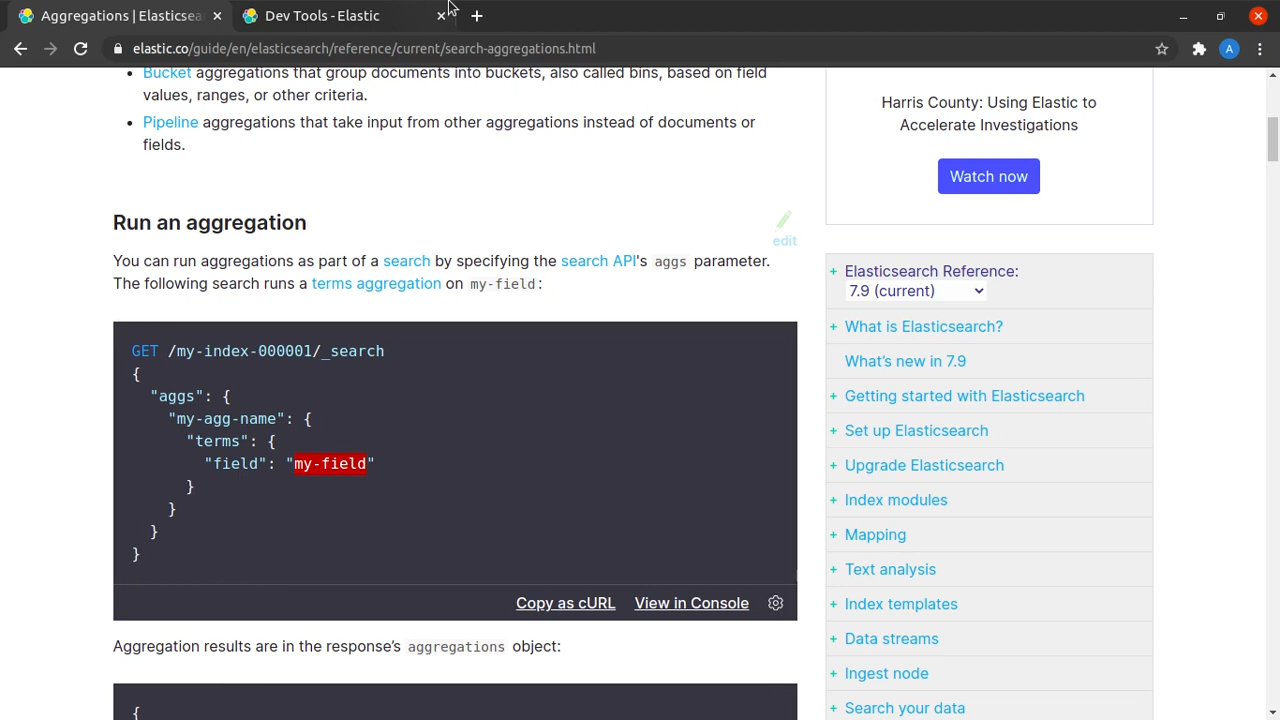 Aggregations | Elasticsea
Dev Tools - Elastic
elastic.co/guide/en/elasticsearch/reference/current/search-aggregations.html
A
Bucket aggregations that group documents into buckets, also called bins, based on field
values, ranges, or other criteria.
Pipeline aggregations that take input from other aggregations instead of documents or
fields.
Run an aggregation
edit
You can run aggregations as part of a search by specifying the search API's aggs parameter.
The following search runs a terms aggregation on my-field:
GET /my-index-000001/_search
{
"aggs": {
"my-agg-name": {
"terms": {
"field": "my-field"
}
}
}
}
Copy as cURL
View in Console
Aggregation results are in the response's aggregations object:
{
Harris County: Using Elastic to
Accelerate Investigations
Watch now
+ Elasticsearch Reference:
7.9 (current)
+ What is Elasticsearch?
What's new in 7.9
+ Getting started with Elasticsearch
+ Set up Elasticsearch
+ Upgrade Elasticsearch
+ Index modules
+ Mapping
+ Text analysis
+ Index templates
+ Data streams
+ Ingest node
+ Search your data